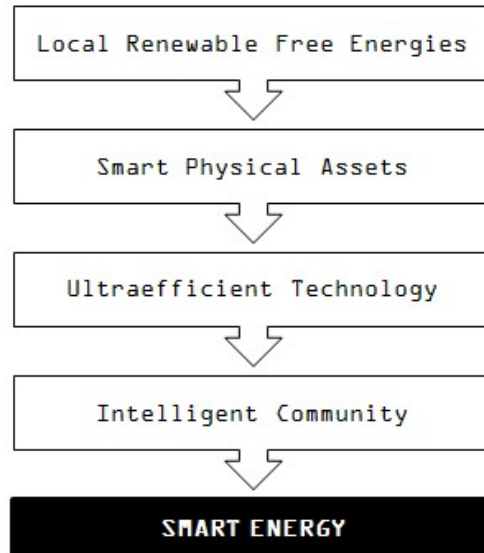 Local Renewable Free Energies
Smart Physical Assets
Ultraefficient Technology
Intelligent Community
SMART ENERGY